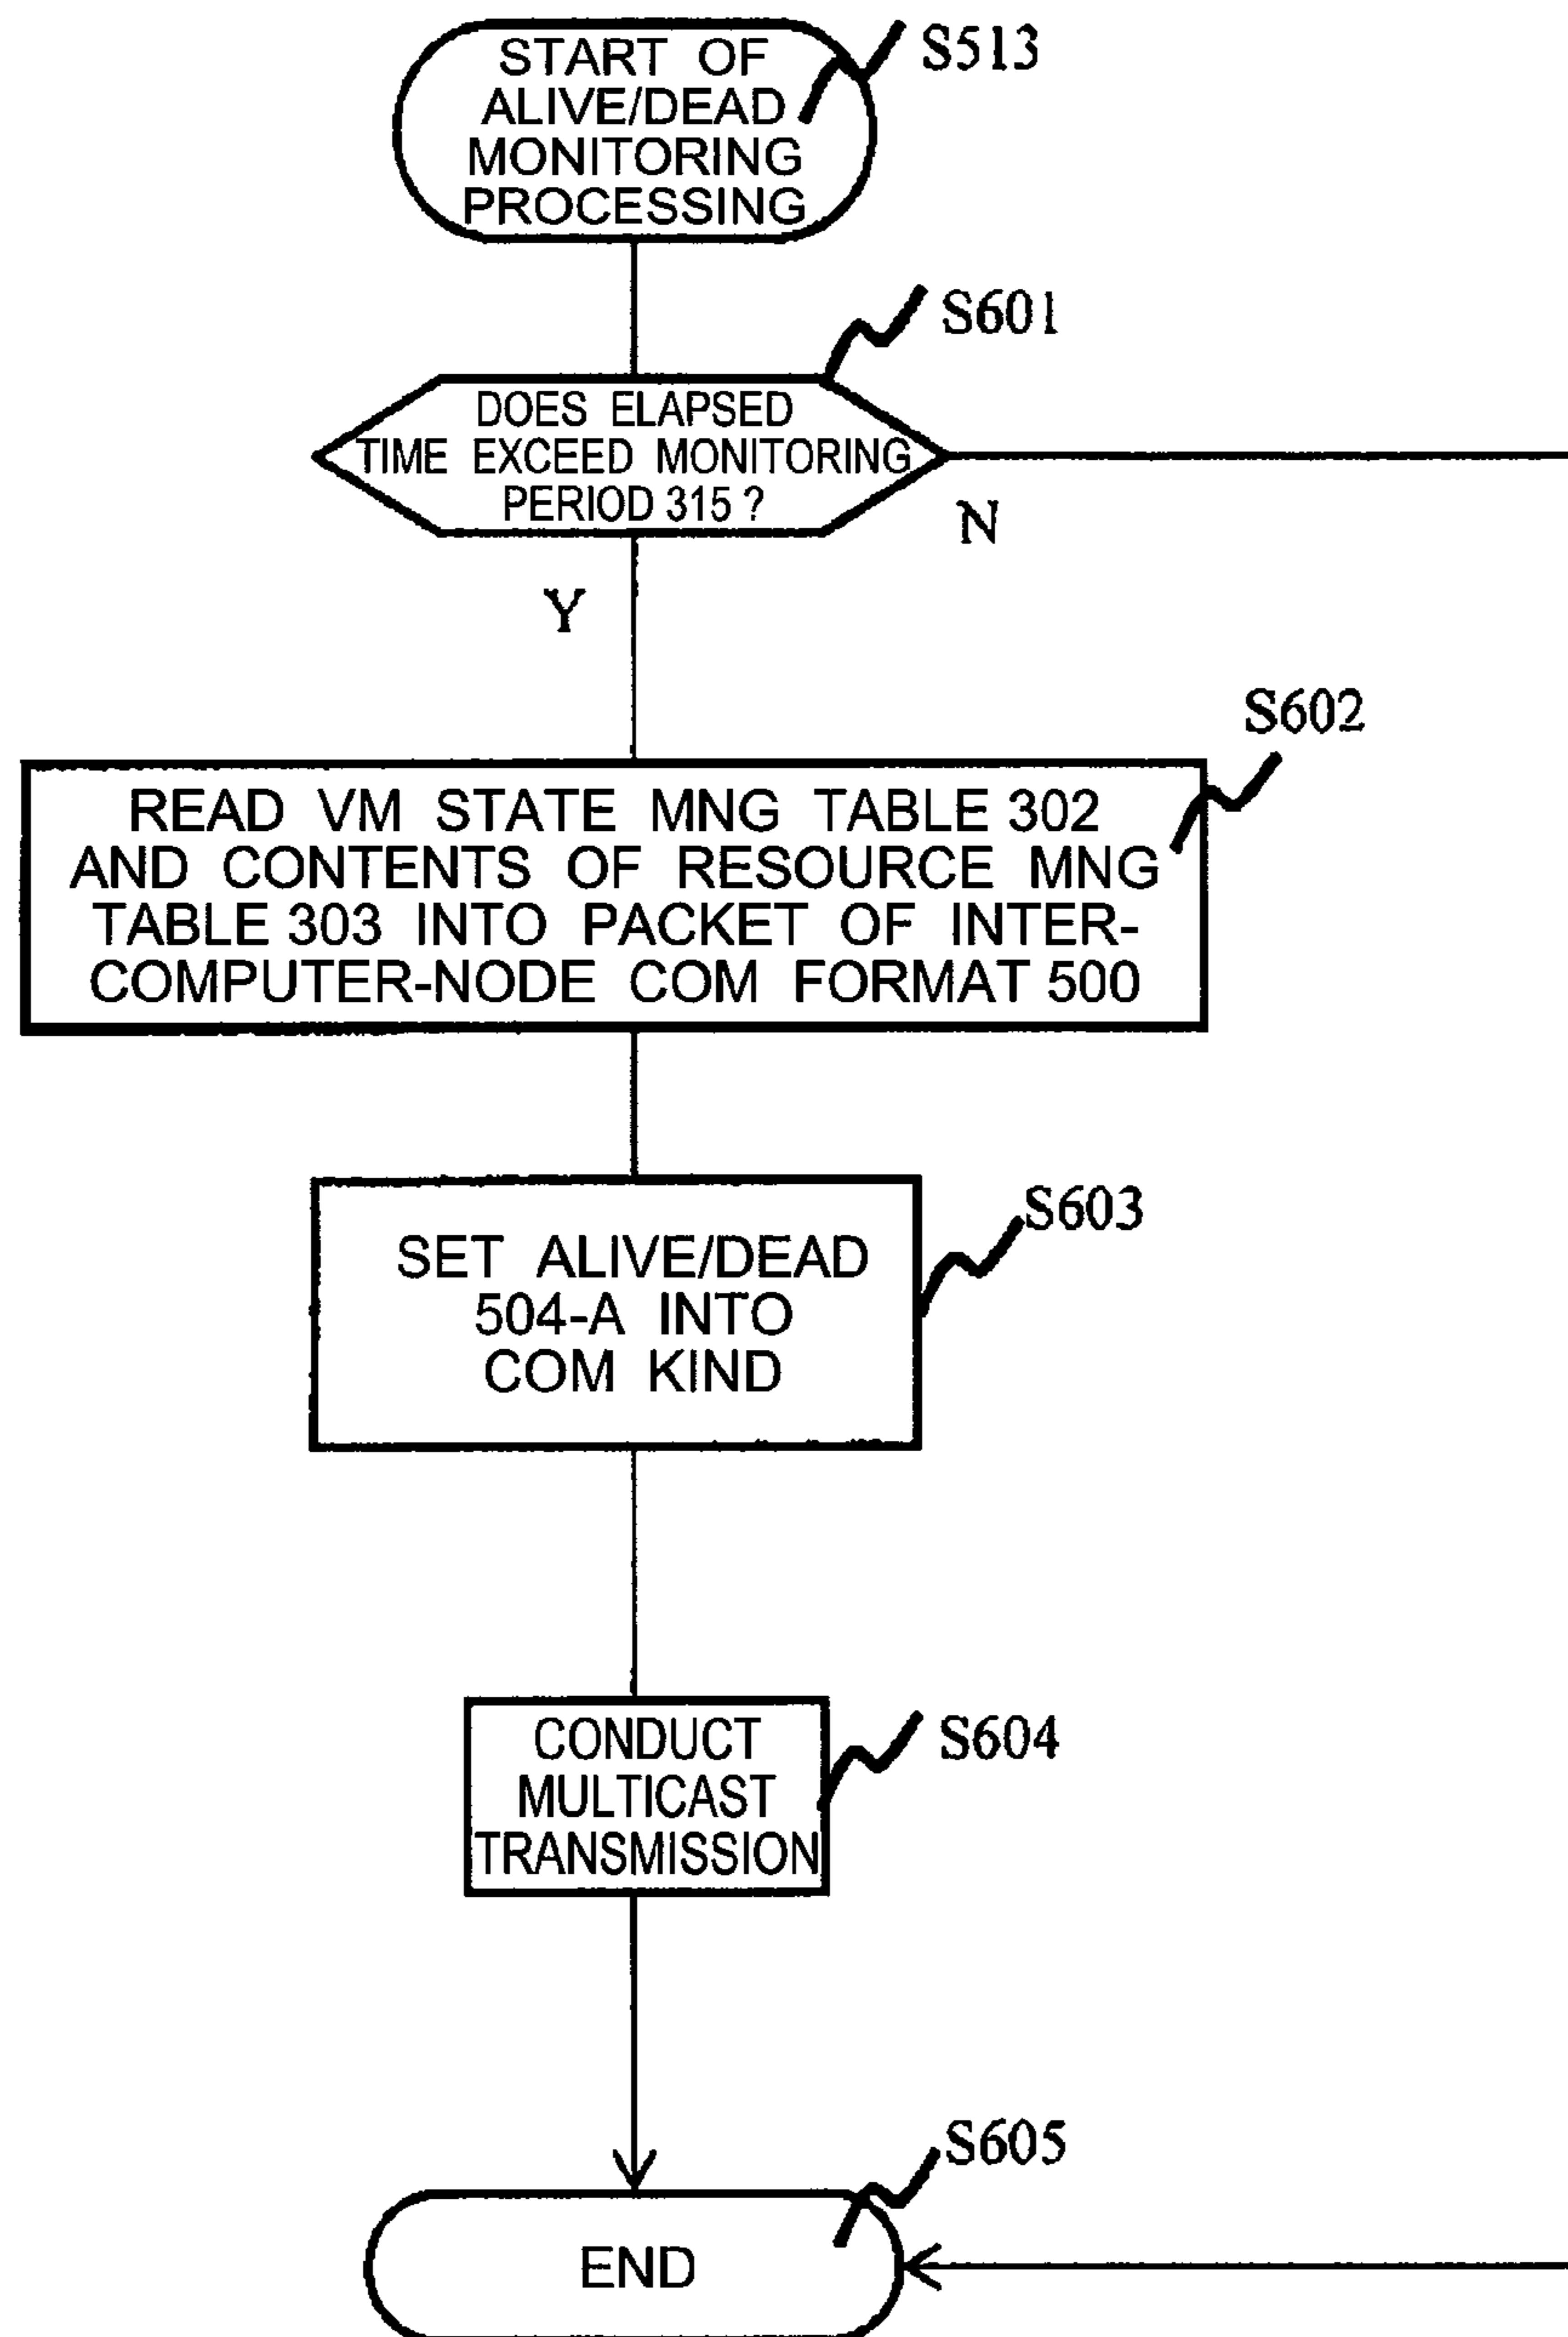 START OF
ALIVE/DEAD
MONITORING
PROCESSING
S513
S601
DOES ELAPSED
TIME EXCEED MONITORING
PERIOD 315 ?
N
Y
S602
READ VM STATE MNG TABLE 302
AND CONTENTS OF RESOURCE MNG
TABLE 303 INTO PACKET OF INTER-
COMPUTER-NODE COM FORMAT 500
S603
SET ALIVE/DEAD
504-A INTO
COM KIND
S604
CONDUCT
MULTICAST
TRANSMISSION
S605
END